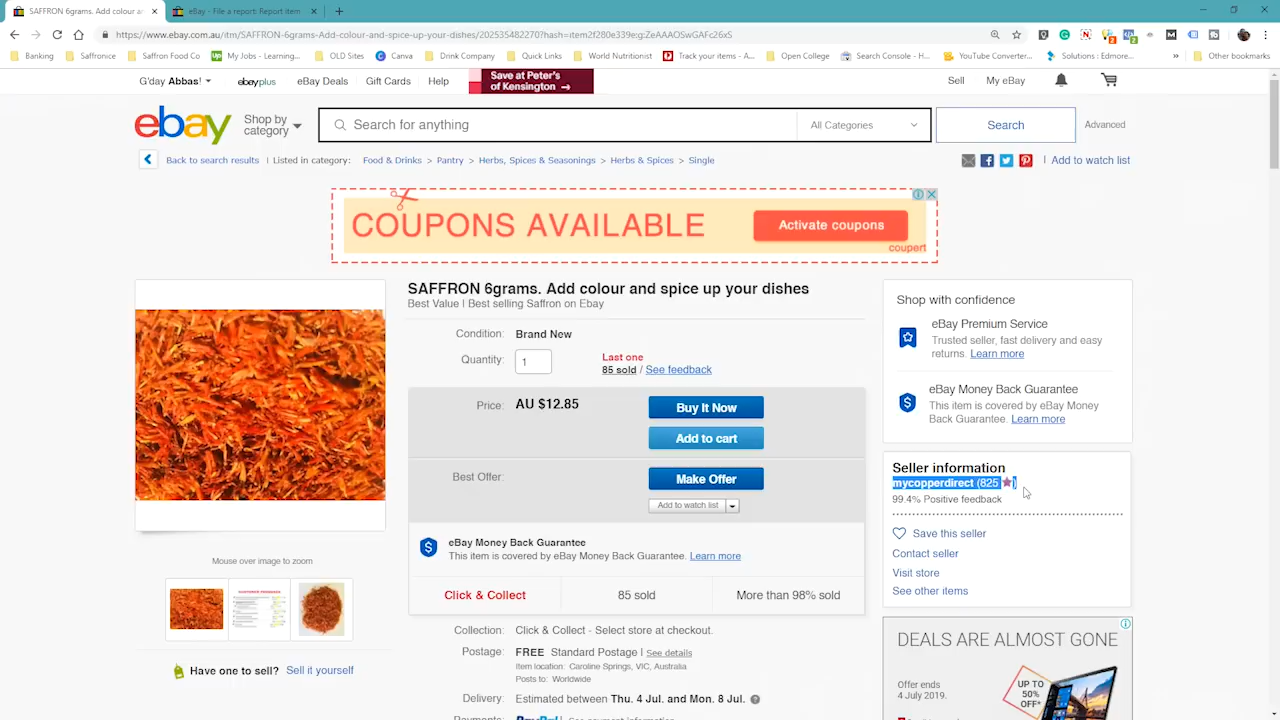 SAFFRON 6grams. Add colour an
eBay - File a report: Report item
https://www.ebay.com.au/itm/SAFFRON-6grams-Add-colour-and-spice-up-your-dishes/202535482270?hash=item2f280e339e:g:ZeAAAOSwGAFc26xS
Banking Saffronice Saffron Food Co My Jobs - Learning... OLD Sites Canva Drink Company Quick Links World Nutritionist Track your items - A... Open College Search Console - H... YouTube Converter... Solutions : Edmore... » Other bookmarks
G'day Abbas! ebayplus eBay Deals Gift Cards Help Save at Peter's of Kensington → Sell My eBay
ebay Shop by category Search for anything All Categories Search Advanced
Back to search results | Listed in category: Food & Drinks > Pantry > Herbs, Spices & Seasonings > Herbs & Spices > Single | Add to watch list
COUPONS AVAILABLE Activate coupons
coupert
SAFFRON 6grams. Add colour and spice up your dishes
Best Value | Best selling Saffron on Ebay
Condition: Brand New
Quantity: 1
Last one
85 sold / See feedback
Price: AU $12.85
Buy It Now
Add to cart
Best Offer: Make Offer
Add to watch list
eBay Money Back Guarantee
This item is covered by eBay Money Back Guarantee. Learn more
Click & Collect 85 sold More than 98% sold
Collection: Click & Collect - Select store at checkout.
Postage: FREE Standard Postage | See details
Item location: Caroline Springs, VIC, Australia
Posts to: Worldwide
Delivery: Estimated between Thu. 4 Jul. and Mon. 8 Jul.
Payments: PayPal See payment information
Mouse over image to zoom
Have one to sell? Sell it yourself
Shop with confidence
eBay Premium Service
Trusted seller, fast delivery and easy
returns. Learn more
eBay Money Back Guarantee
This item is covered by eBay Money
Back Guarantee. Learn more
Seller information
mycopperdirect (825 )
99.4% Positive feedback
Save this seller
Contact seller
Visit store
See other items
DEALS ARE ALMOST GONE
Offer ends
4 July 2019.
UP TO
50%
OFF*